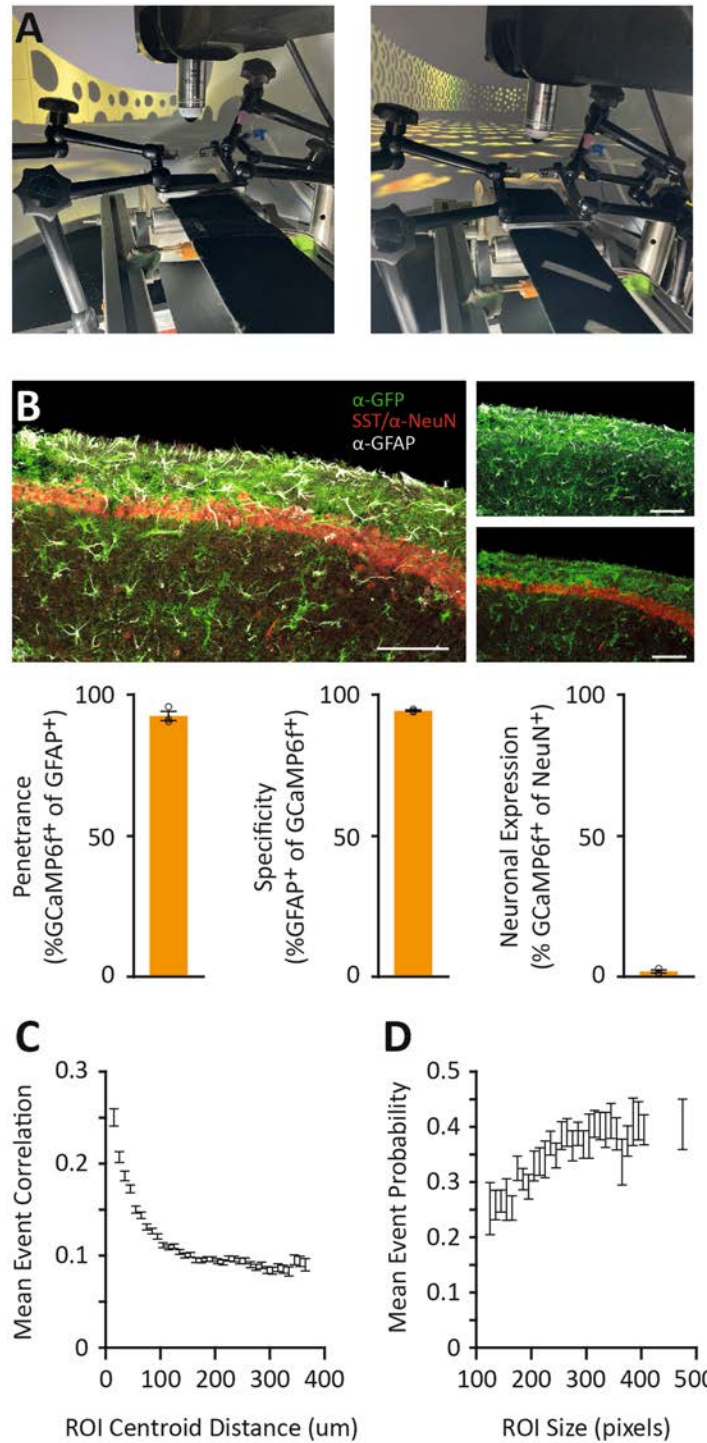 A
B
α-GFP
SST/α-NeuN
α-GFAP
100
50
0
Penetrance
(%GCaMP6f⁺ of GFAP⁺)
100
50
0
Specificity
(%GFAP⁺ of GCaMP6f⁺)
100
50
0
Neuronal Expression
(% GCaMP6f⁺ of NeuN⁺)
C
0.3
0.2
0.1
0
Mean Event Correlation
0 100 200 300 400
ROI Centroid Distance (um)
D
0.5
0.4
0.3
0.2
0.1
0
Mean Event Probability
100 200 300 400 500
ROI Size (pixels)